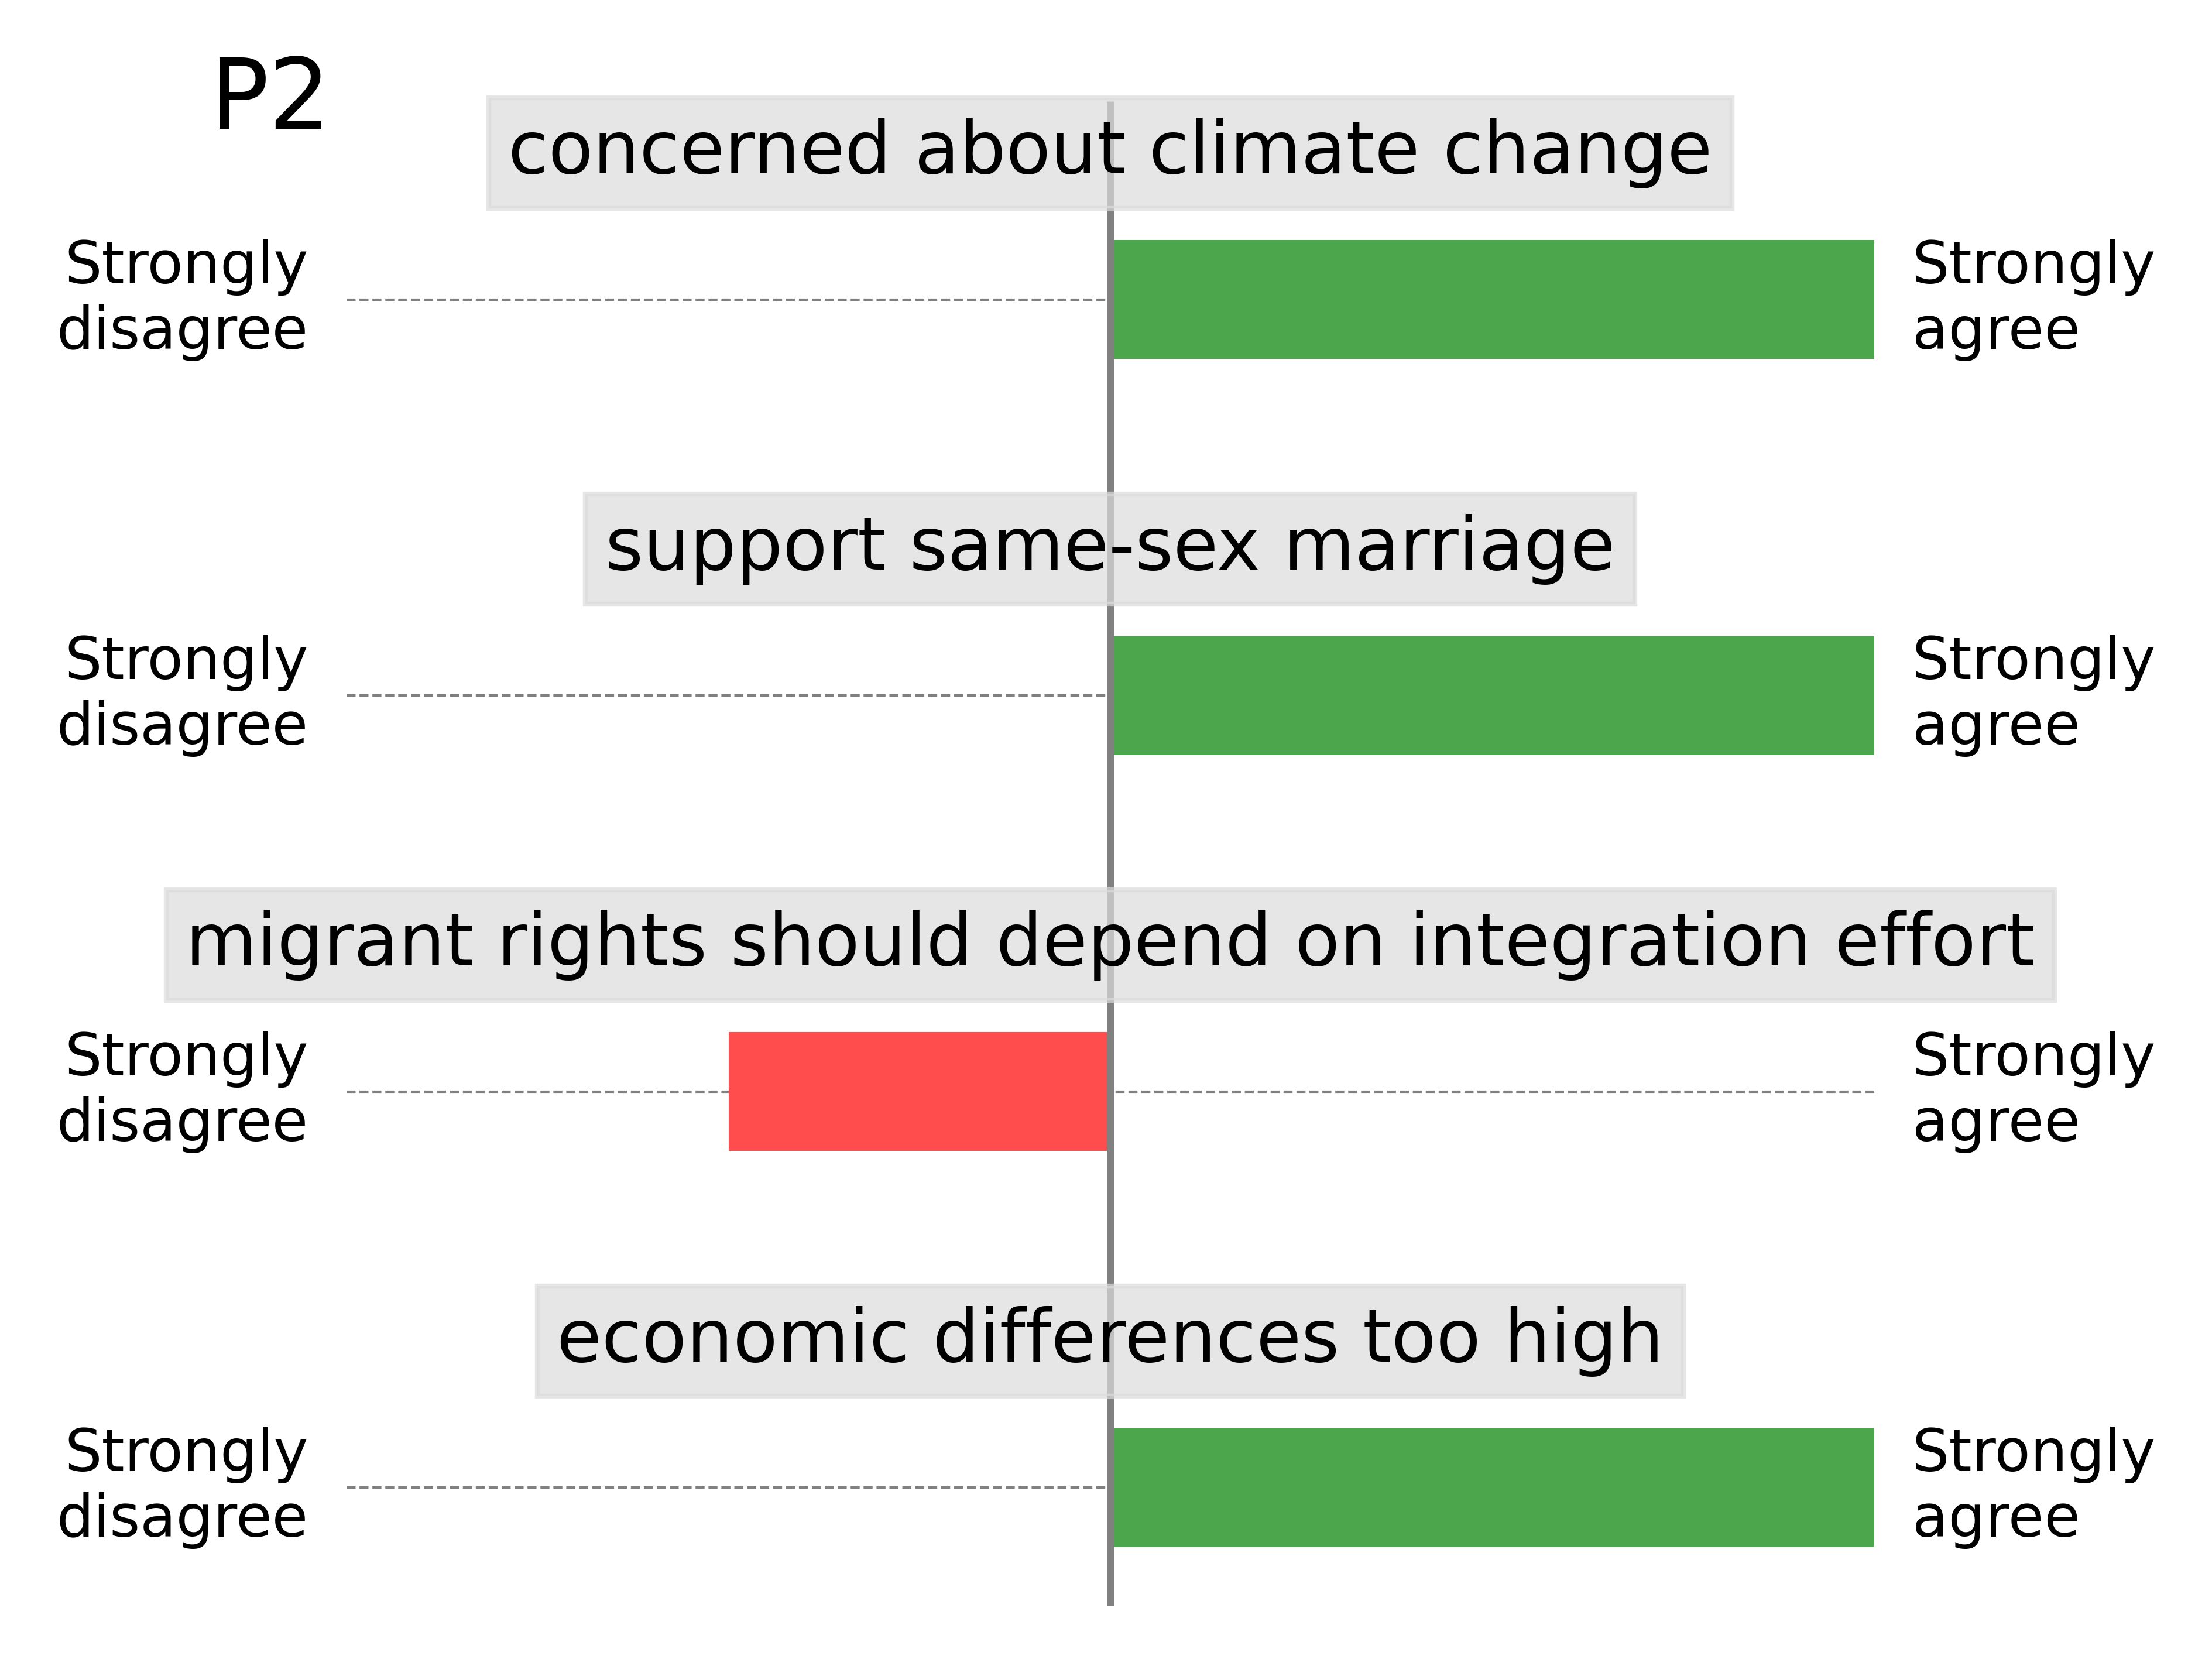 P2
concerned about climate change
Strongly
disagree
Strongly
agree
support same-sex marriage
Strongly
disagree
Strongly
agree
migrant rights should depend on integration effort
Strongly
disagree
Strongly
agree
economic differences too high
Strongly
disagree
Strongly
agree